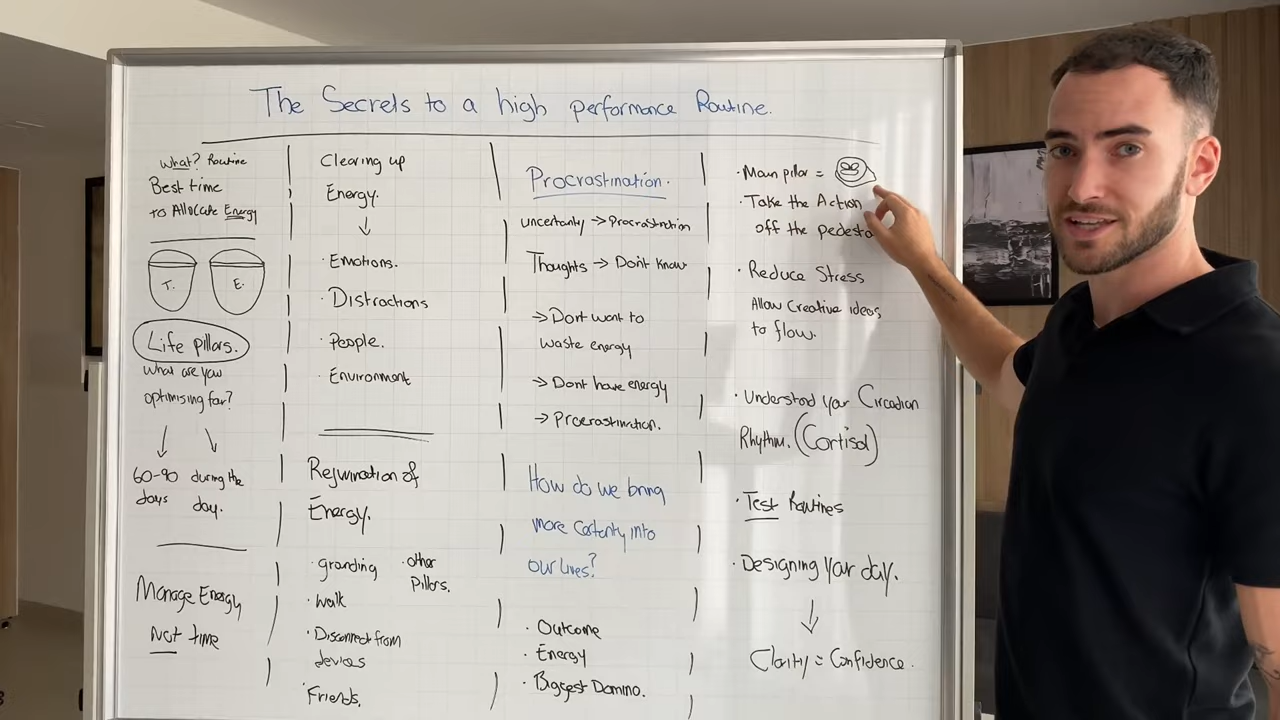 The Secrets to a high performance Routine.
What? Routine
Best time
to Allocate Energy
T. E.
Life pillars.
What are you
optimising for?
60-90 during the
days day.
Manage Energy
Not time
Clearing up
Energy.
· Emotions.
· Distractions
· People.
· Environment
Rejuvination of
Energy.
· granding · other
Pillars.
· Walk
· Disconnect from
devices
· Friends.
Procrastination.
uncertainty → Procrastination
Thoughts → Don't know
→ Don't want to
waste energy
→ Don't have energy
→ Procrastination.
How do we bring
more certainty into
our lives?
· Outcome
· Energy
· Biggest Domino.
· Main pillar =
· Take the Action
off the pedesta
· Reduce Stress
Allow Creative ideas
to flow.
· Understand your Circadian
Rhythm. (Cortisol)
· Test Routines
· Designing Your day.
Clarity = Confidence.